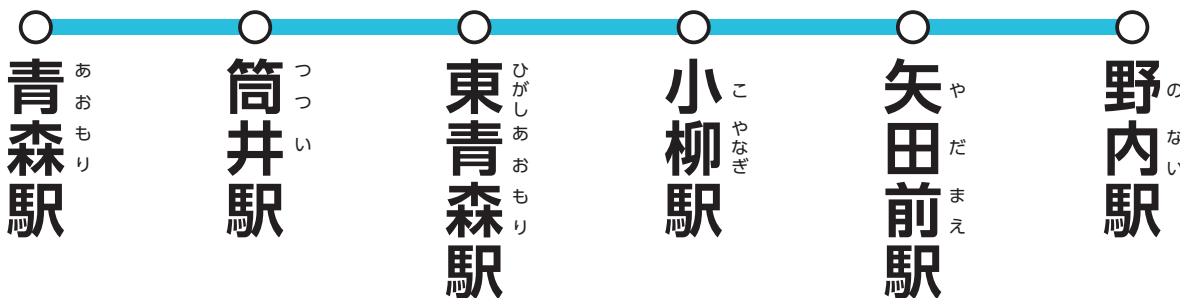 青森駅
あおもり
筒井駅
つつい
東青森駅
ひがしあおもり
小柳駅
こやなぎ
矢田前駅
やだまえ
野内駅
のない